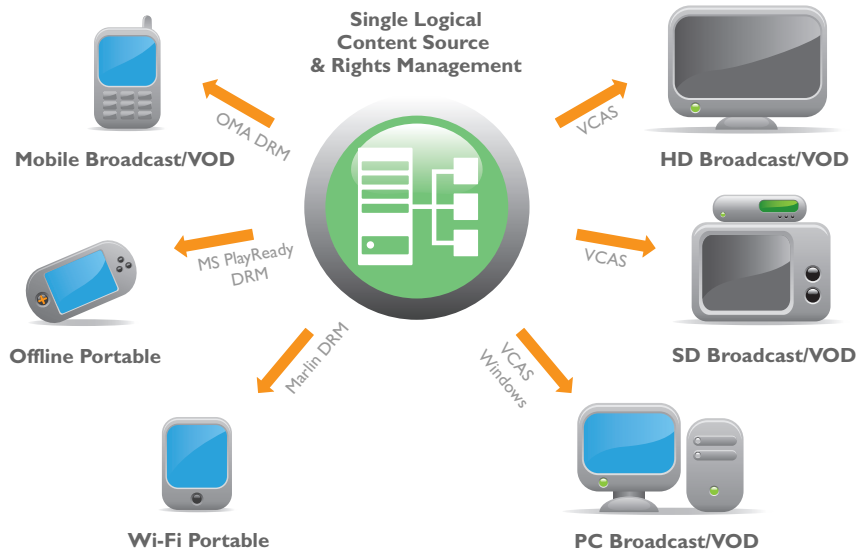 Single Logical
Content Source
& Rights Management
OMA DRM
Mobile Broadcast/VOD
VCAS
HD Broadcast/VOD
MS PlayReady
DRM
Offline Portable
VCAS
SD Broadcast/VOD
Marlin DRM
Wi-Fi Portable
VCAS
Windows
PC Broadcast/VOD